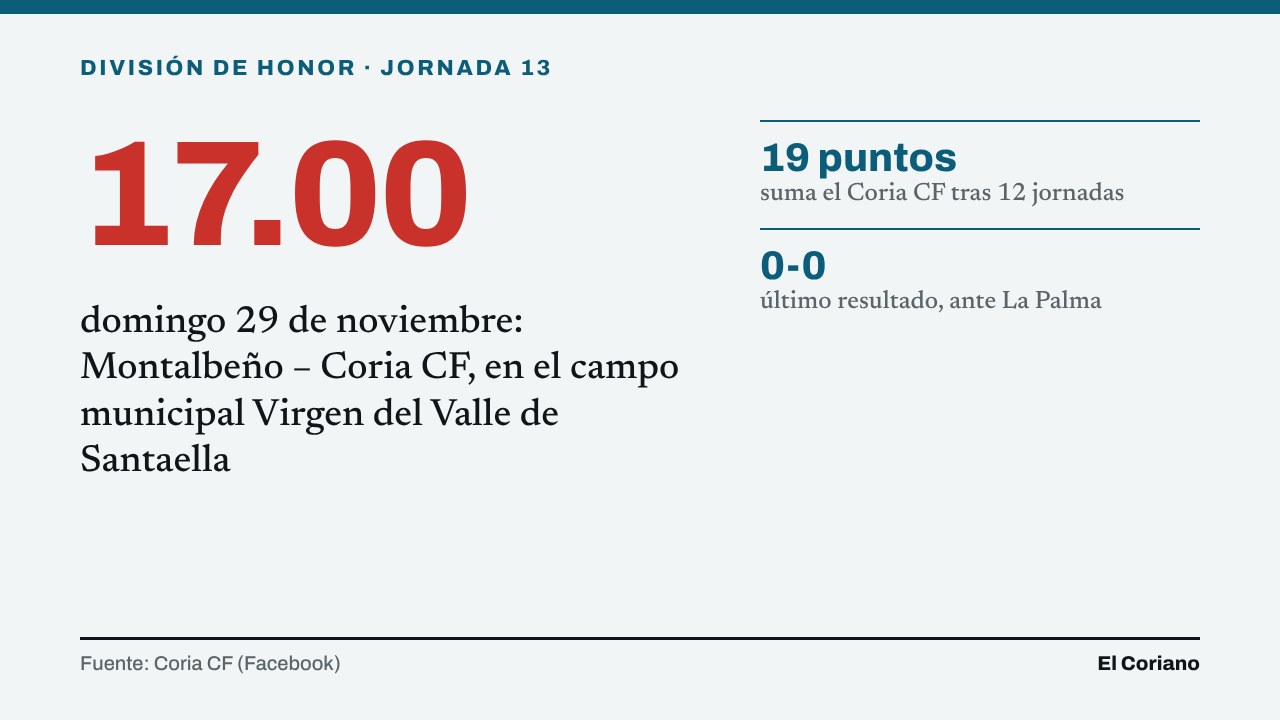 DIVISIÓN DE HONOR · JORNADA 13
17.00
domingo 29 de noviembre:
Montalbeño – Coria CF, en el campo
municipal Virgen del Valle de
Santaella
19 puntos
suma el Coria CF tras 12 jornadas
0-0
último resultado, ante La Palma
Fuente: Coria CF (Facebook)
El Coriano